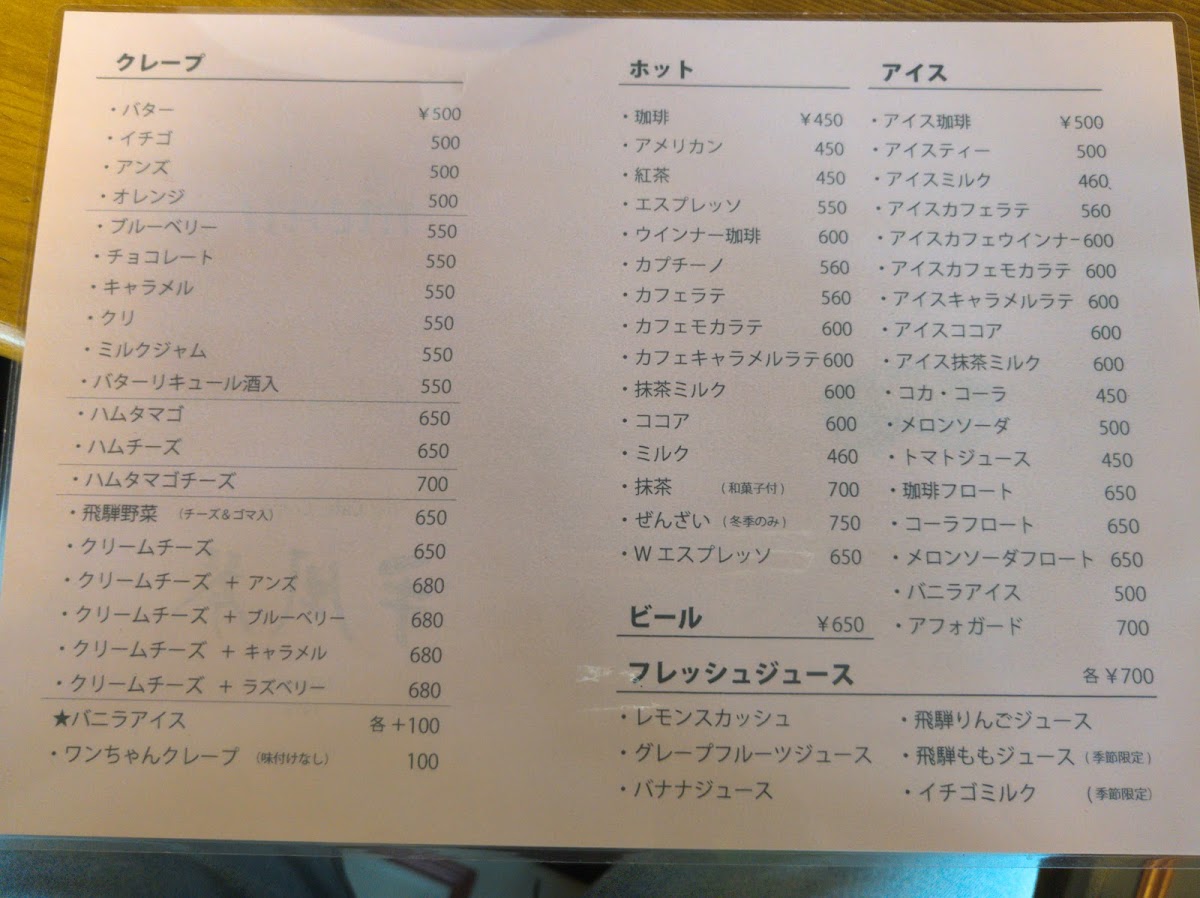 クレープ
・バター ¥500
・イチゴ 500
・アンズ 500
・オレンジ 500
・ブルーベリー 550
・チョコレート 550
・キャラメル 550
・クリ 550
・ミルクジャム 550
・バターリキュール酒入 550
・ハムタマゴ 650
・ハムチーズ 650
・ハムタマゴチーズ 700
・飛騨野菜 (チーズ&ゴマ入) 650
・クリームチーズ 650
・クリームチーズ + アンズ 680
・クリームチーズ + ブルーベリー 680
・クリームチーズ + キャラメル 680
・クリームチーズ + ラズベリー 680
★バニラアイス 各+100
・ワンちゃんクレープ (味付けなし) 100
ホット
・珈琲 ¥450
・アメリカン 450
・紅茶 450
・エスプレッソ 550
・ウインナー珈琲 600
・カプチーノ 560
・カフェラテ 560
・カフェモカラテ 600
・カフェキャラメルラテ 600
・抹茶ミルク 600
・ココア 600
・ミルク 460
・抹茶 (和菓子付) 700
・ぜんざい (冬季のみ) 750
・Wエスプレッソ 650
ビール ¥650
アイス
・アイス珈琲 ¥500
・アイスティー 500
・アイスミルク 460
・アイスカフェラテ 560
・アイスカフェウインナー 600
・アイスカフェモカラテ 600
・アイスキャラメルラテ 600
・アイスココア 600
・アイス抹茶ミルク 600
・コカ・コーラ 450
・メロンソーダ 500
・トマトジュース 450
・珈琲フロート 650
・コーラフロート 650
・メロンソーダフロート 650
・バニラアイス 500
・アフォガード 700
フレッシュジュース 各¥700
・レモンスカッシュ
・グレープフルーツジュース
・バナナジュース
・飛騨りんごジュース
・飛騨ももジュース (季節限定)
・イチゴミルク (季節限定)